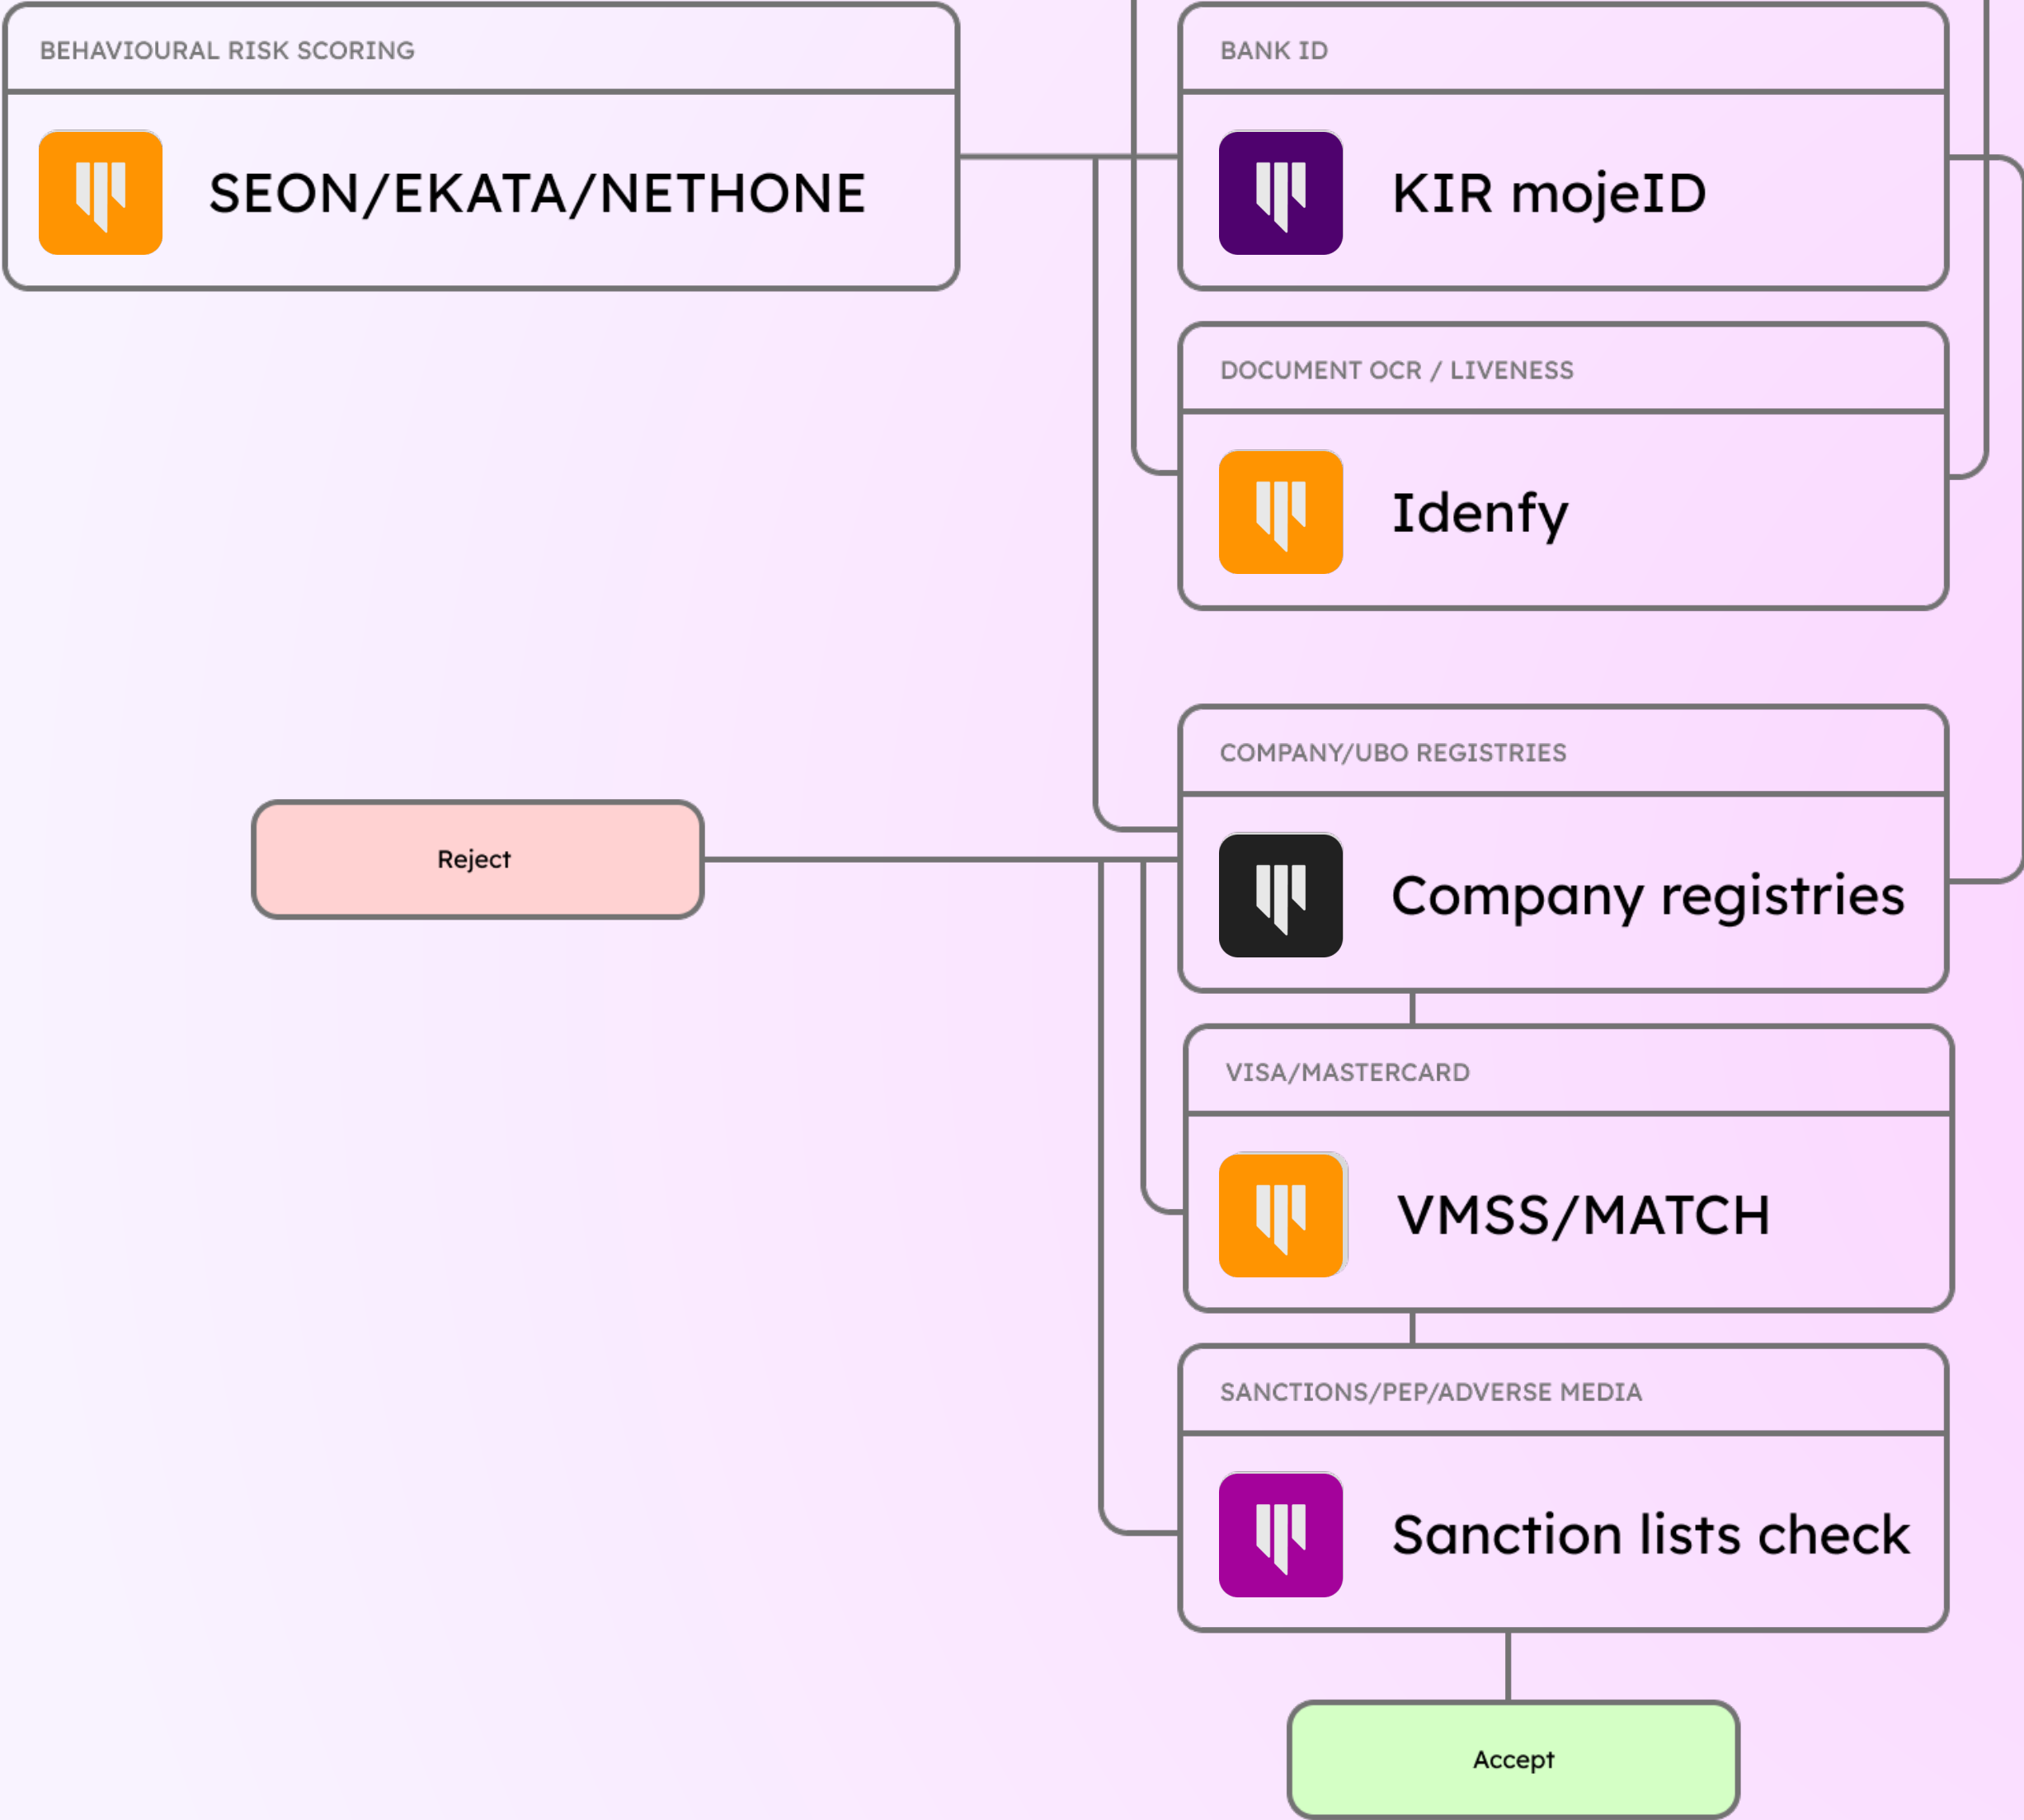 BEHAVIOURAL RISK SCORING
SEON/EKATA/NETHONE
BANK ID
KIR mojeID
DOCUMENT OCR / LIVENESS
Idenfy
COMPANY/UBO REGISTRIES
Company registries
Reject
VISA/MASTERCARD
VMSS/MATCH
SANCTIONS/PEP/ADVERSE MEDIA
Sanction lists check
Accept